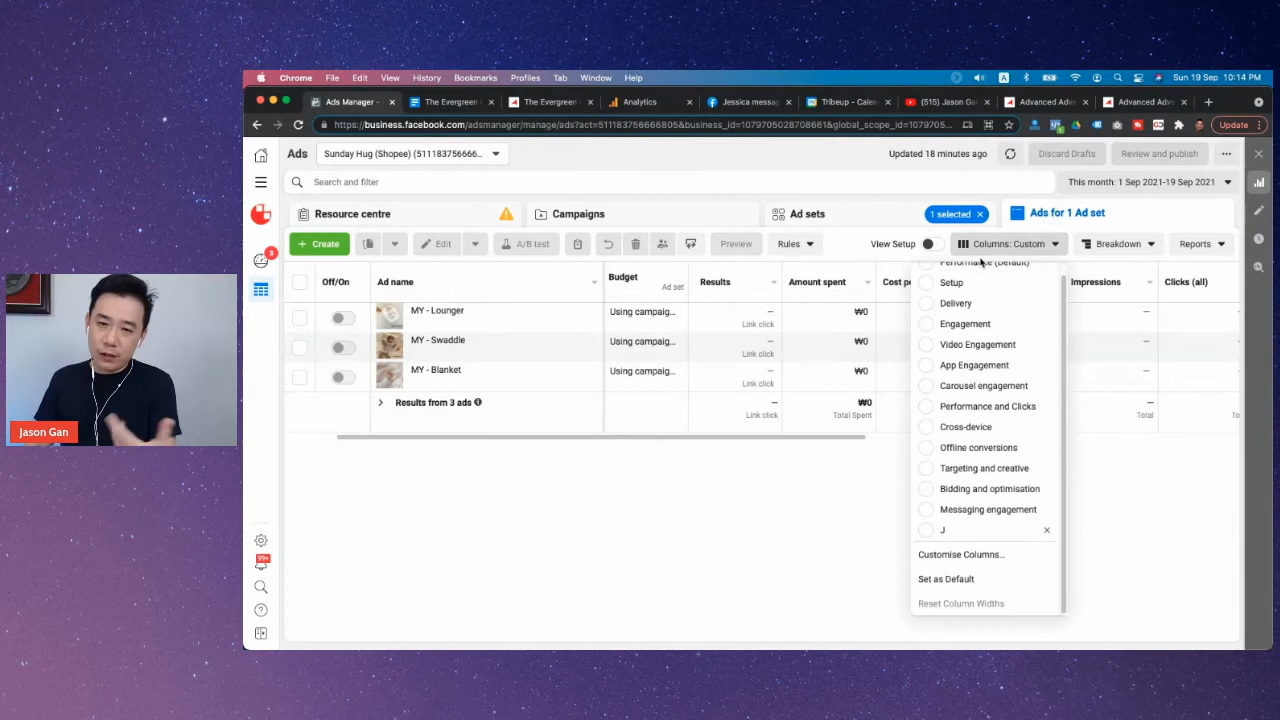 Chrome File Edit View History Bookmarks Profiles Tab Window Help
A
Sun 19 Sep 10:14 PM
Ads Manager -
The Evergreen
The Evergreen
Analytics
Jessica messag
Tribeup - Calen
(515) Jason Gan
Advanced Adve
Advanced Adve
https://business.facebook.com/adsmanager/manage/ads?act=511183756666805&business_id=1079705028708661&global_scope_id=1079705...
Update
Ads
Sunday Hug (Shopee) (5111837566666...
Updated 18 minutes ago
Discard Drafts
Review and publish
Search and filter
This month: 1 Sep 2021-19 Sep 2021
Resource centre
Campaigns
Ad sets
1 selected
Ads for 1 Ad set
+ Create
Edit
A/B test
Preview
Rules
View Setup
Columns: Custom
Breakdown
Reports
3
Off/On
Ad name
Budget
Ad set
Results
Amount spent
Cost pe
Impressions
Clicks (all)
MY - Lounger
Using campaig...
—
Link click
₩0
—
MY - Swaddle
Using campaig...
—
Link click
₩0
—
MY - Blanket
Using campaig...
—
Link click
₩0
—
Results from 3 ads
—
Link click
₩0
Total Spent
—
Total
To
Performance (Default)
Setup
Delivery
Engagement
Video Engagement
App Engagement
Carousel engagement
Performance and Clicks
Cross-device
Offline conversions
Targeting and creative
Bidding and optimisation
Messaging engagement
J
Customise Columns...
Set as Default
Reset Column Widths
99+
Jason Gan